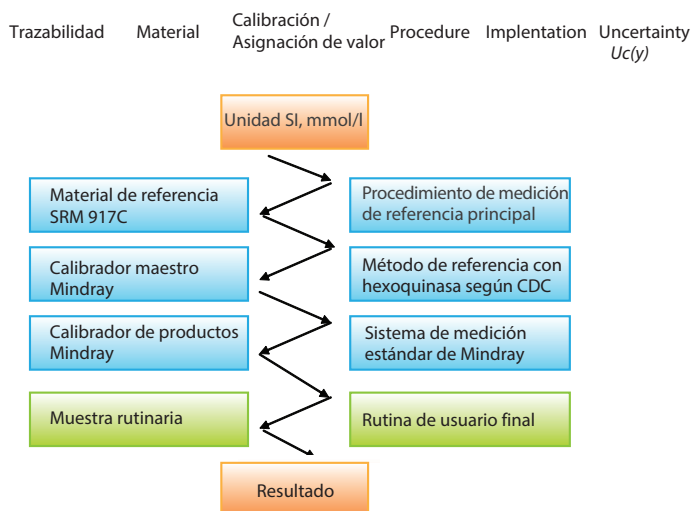 Trazabilidad
Material
Calibración /
Asignación de valor
Procedure
Implentation
Uncertainty
Uc(y)
Unidad SI, mmol/l
Material de referencia
SRM 917C
Procedimiento de medición
de referencia principal
Calibrador maestro
Mindray
Método de referencia con
hexoquinasa según CDC
Calibrador de productos
Mindray
Sistema de medición
estándar de Mindray
Muestra rutinaria
Rutina de usuario final
Resultado